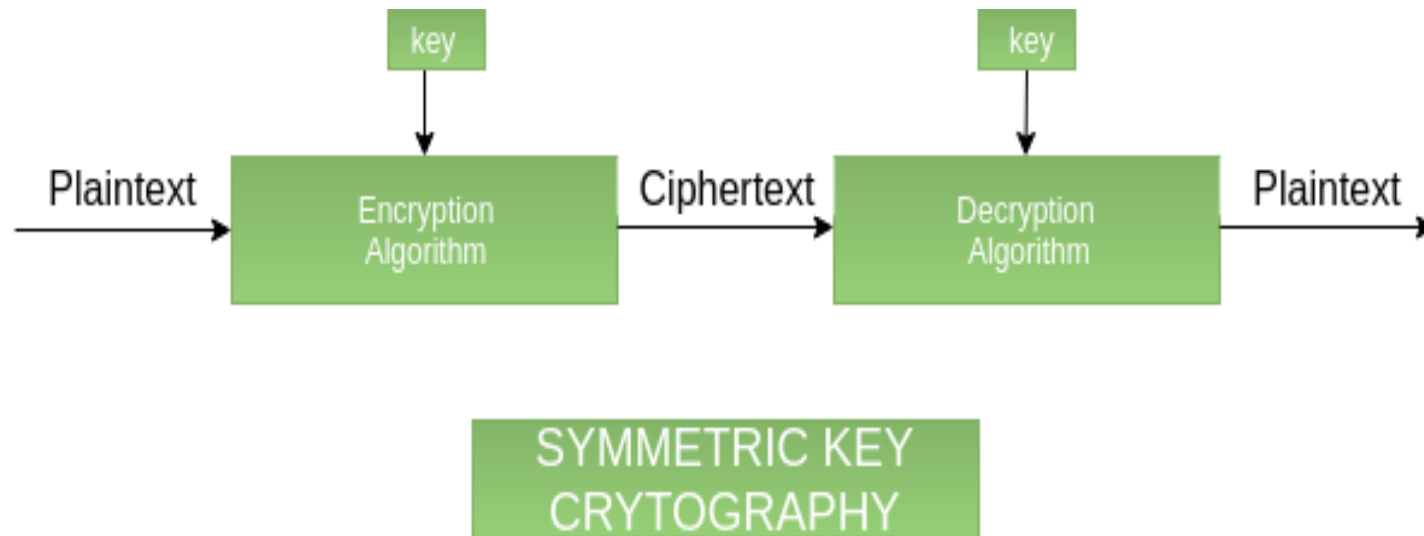 key
key
Plaintext
Encryption
Algorithm
Ciphertext
Decryption
Algorithm
Plaintext
SYMMETRIC KEY
CRYTOGRAPHY